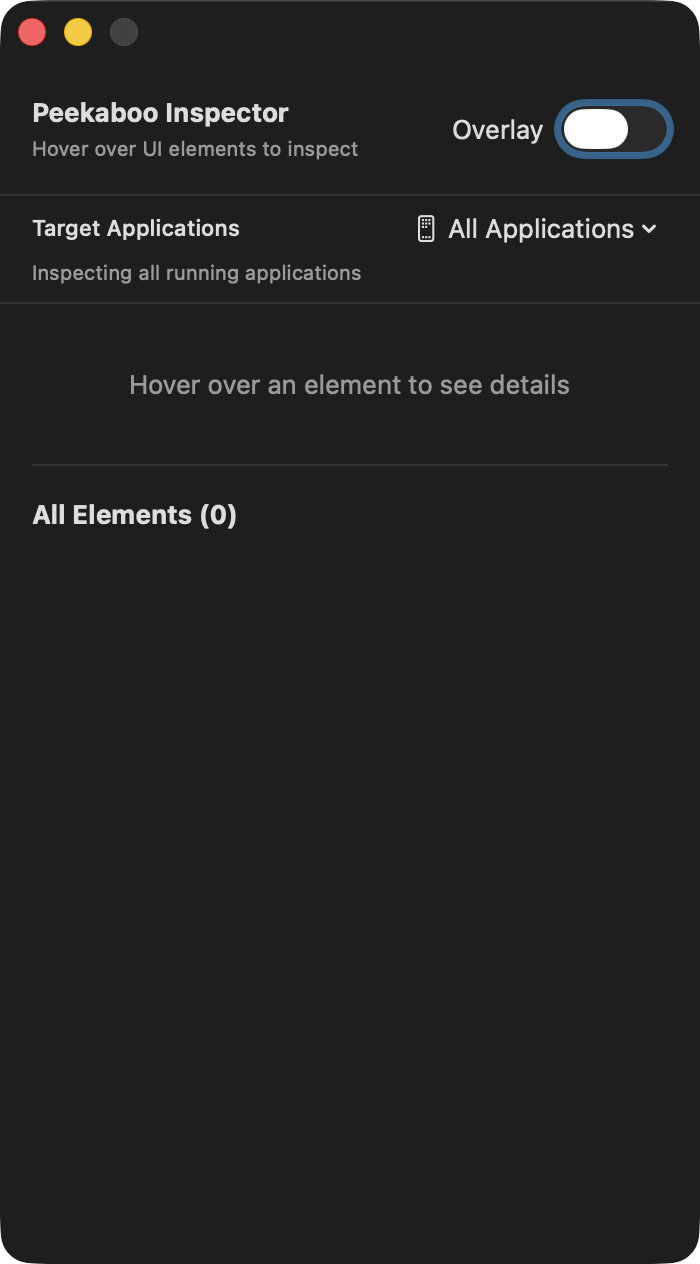 Peekaboo Inspector
Hover over UI elements to inspect
Overlay
Target Applications
All Applications
Inspecting all running applications
Hover over an element to see details
All Elements (0)